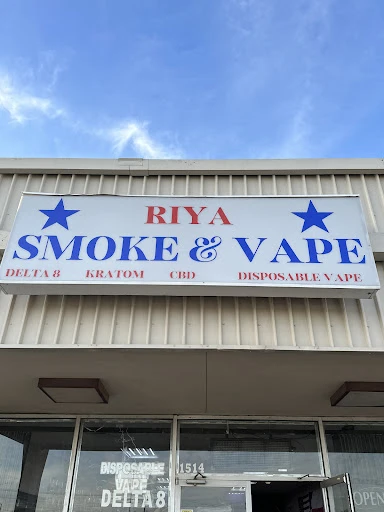 RIYA
SMOKE & VAPE
DELTA 8 KRATOM CBD DISPOSABLE VAPE
DISPOSABLE
VAPE
DELTA 8
1514
OPEN